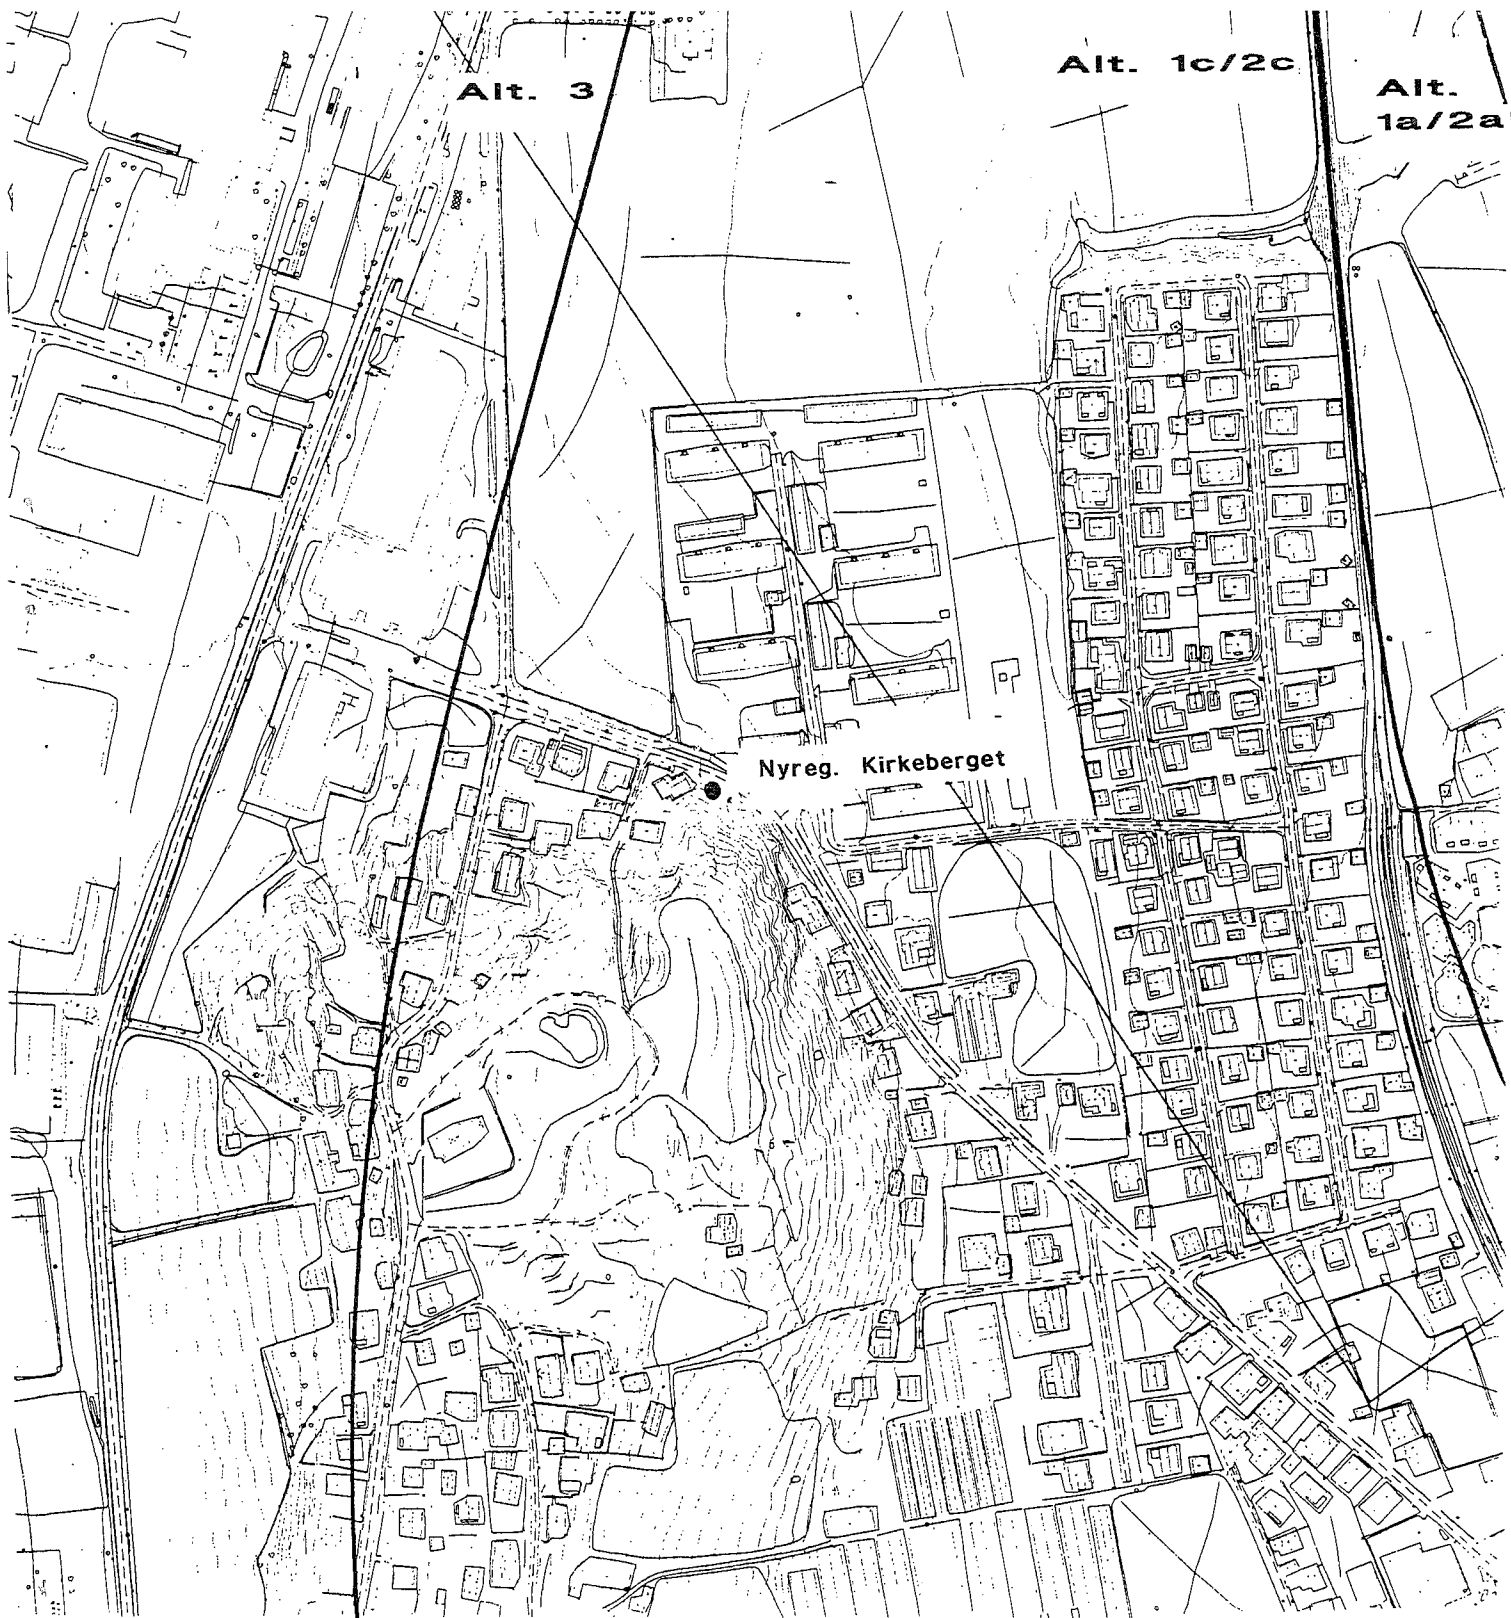 Alt. 3
Alt. 1c/2c
Alt.
1a/2a
Nyreg. Kirkeberget